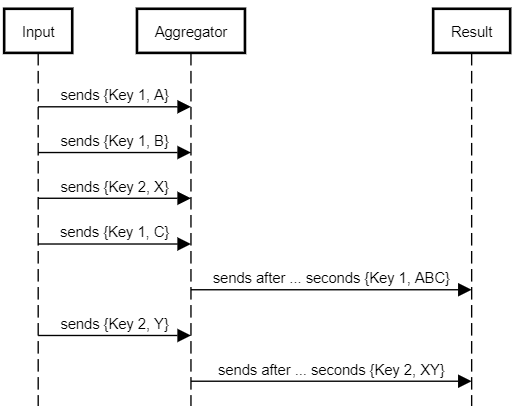 Input
Aggregator
Result
sends {Key 1, A}
sends {Key 1, B}
sends {Key 2, X}
sends {Key 1, C}
sends after ... seconds {Key 1, ABC}
sends {Key 2, Y}
sends after ... seconds {Key 2, XY}